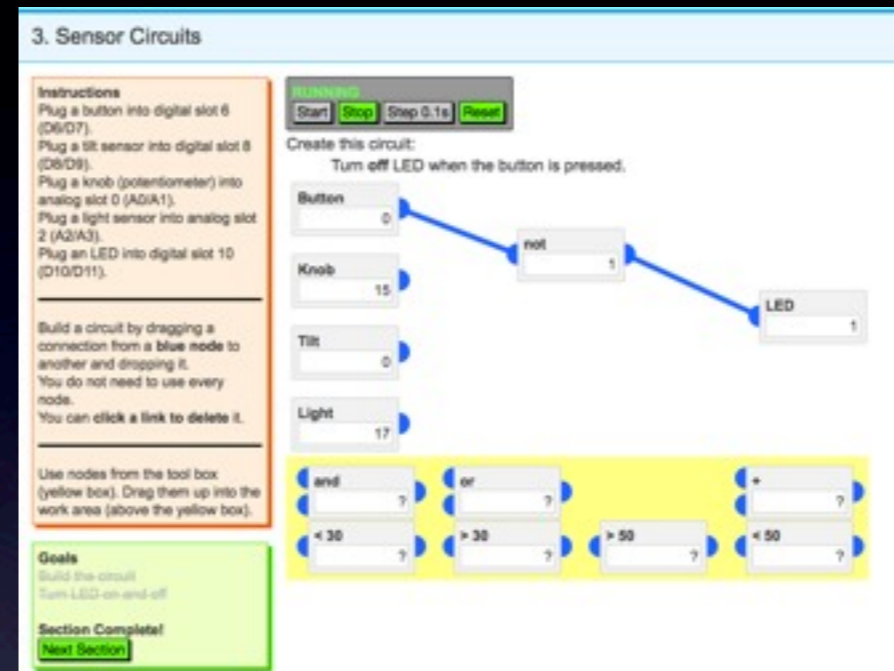 3. Sensor Circuits
Instructions
Plug a button into digital slot 6
(D6/D7).
Plug a tilt sensor into digital slot 8
(D8/D9).
Plug a knob (potentiometer) into
analog slot 0 (A0/A1).
Plug a light sensor into analog slot
2 (A2/A3).
Plug an LED into digital slot 10
(D10/D11).
Build a circuit by dragging a
connection from a blue node to
another and dropping it.
You do not need to use every
node.
You can click a link to delete it.
Use nodes from the tool box
(yellow box). Drag them up into the
work area (above the yellow box).
Goals
Build the circuit
Turn LED on and off
Section Complete!
Next Section
RUNNING
Start Stop Step 0.1s Reset
Create this circuit:
Turn off LED when the button is pressed.
Button
0
not
1
Knob
15
LED
1
Tilt
0
Light
17
and
?
or
?
+
?
< 30
?
> 30
?
> 50
?
< 50
?